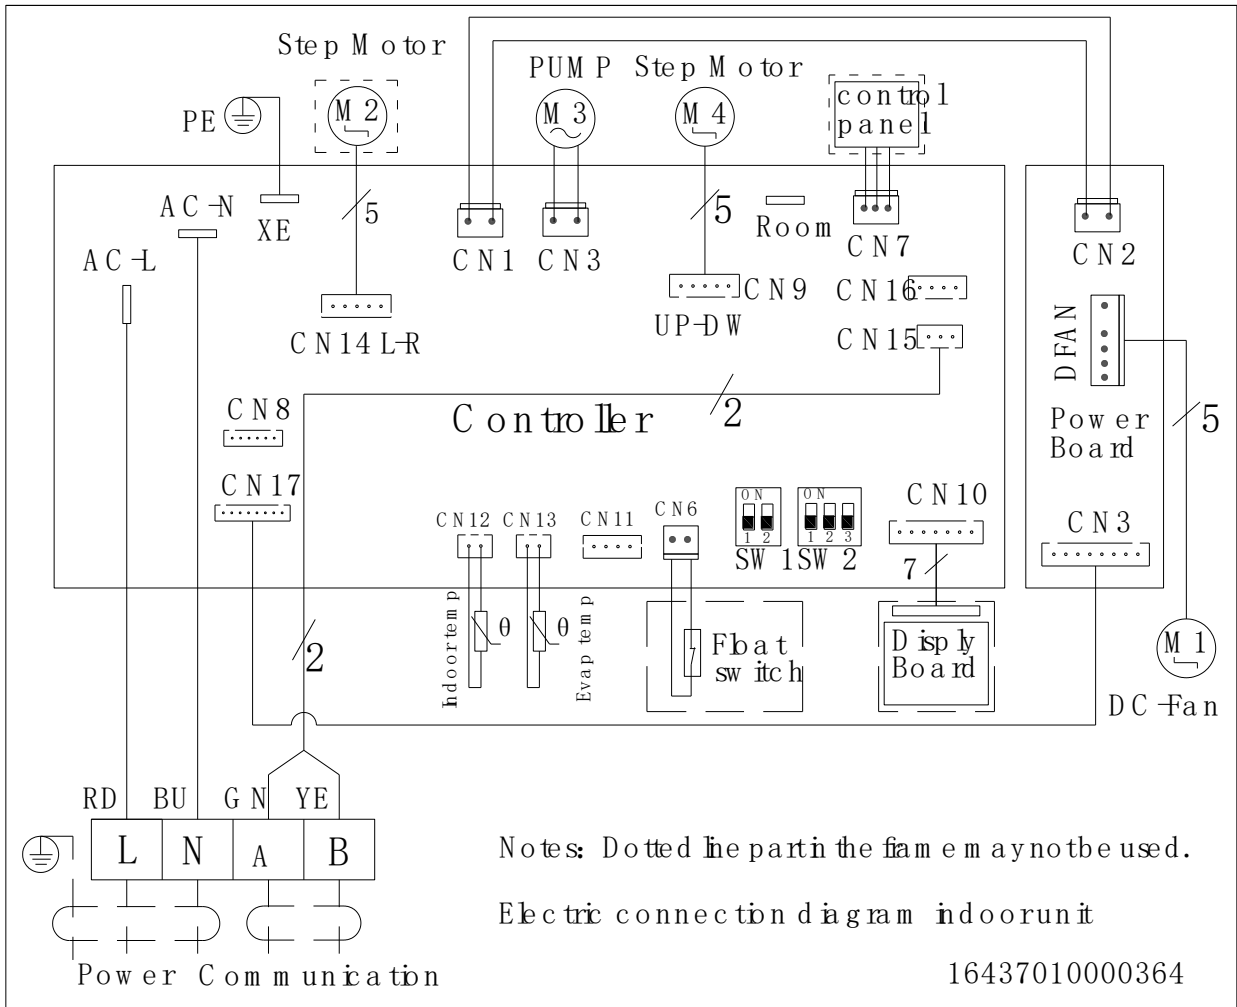 Step Motor
PUMP Step Motor
M2
M3
M4
control
panel
PE
AC-N
XE
5
5
Room
AC-L
CN1
CN3
CN7
CN2
CN9
CN16
UP-DW
CN14 L-R
CN15
DFAN
2
CN8
Controller
Power
Board
5
CN17
CN12
CN13
CN11
CN6
ON
1 2
SW1
ON
1 2 3
SW2
CN10
CN3
7
Indoor temp
θ
θ
Evap temp
Float
switch
Disply
Board
M1
DC-Fan
2
RD
BU
GN
YE
L
N
A
B
Notes: Dotted line part in the frame may not be used.
Electric connection diagram indoor unit
Power Communication
16437010000364